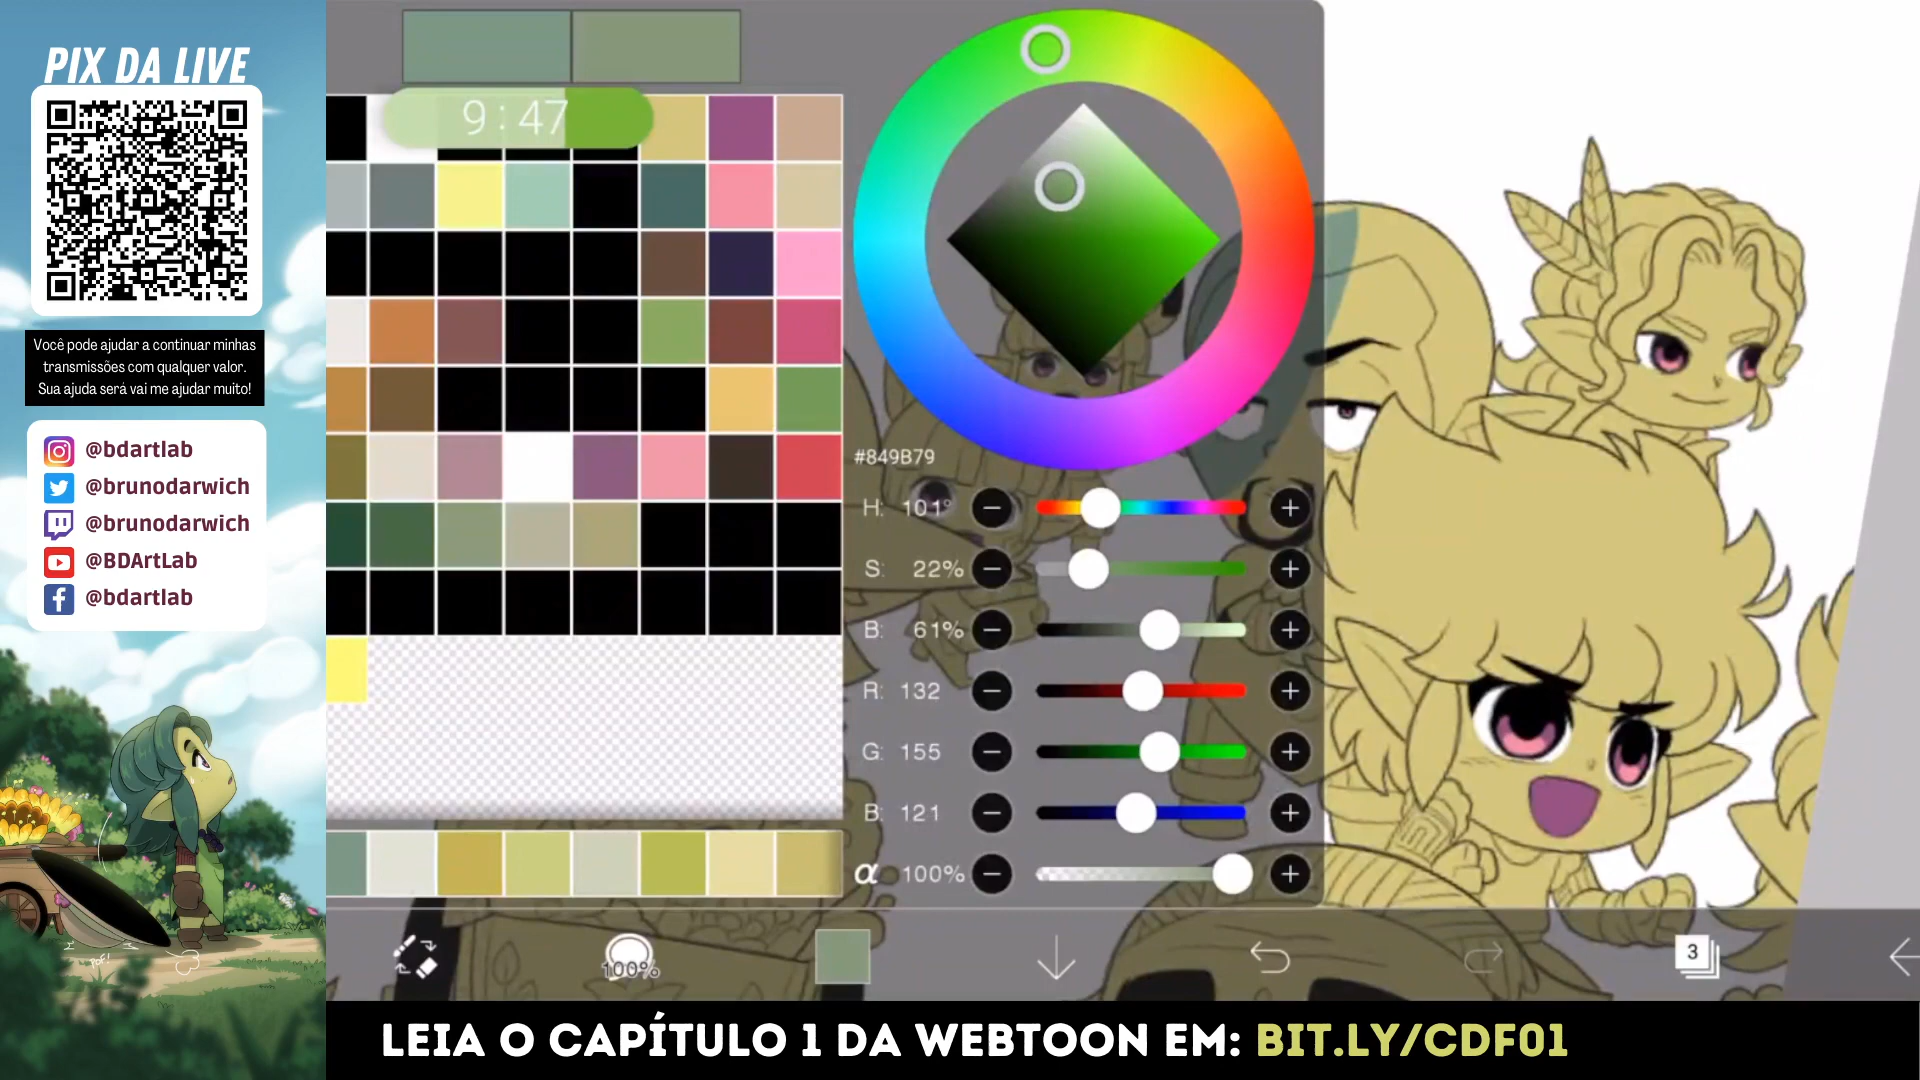 PIX DA LIVE
Você pode ajudar a continuar minhas
transmissões com qualquer valor.
Sua ajuda será vai me ajudar muito!
@bdartlab
@brunodarwich
@brunodarwich
@BDArtLab
@bdartlab
POF!
9:47
#849B79
H: 101°
S: 22%
B: 61%
R: 132
G: 155
B: 121
α 100%
100%
3
LEIA O CAPÍTULO 1 DA WEBTOON EM: BIT.LY/CDF01